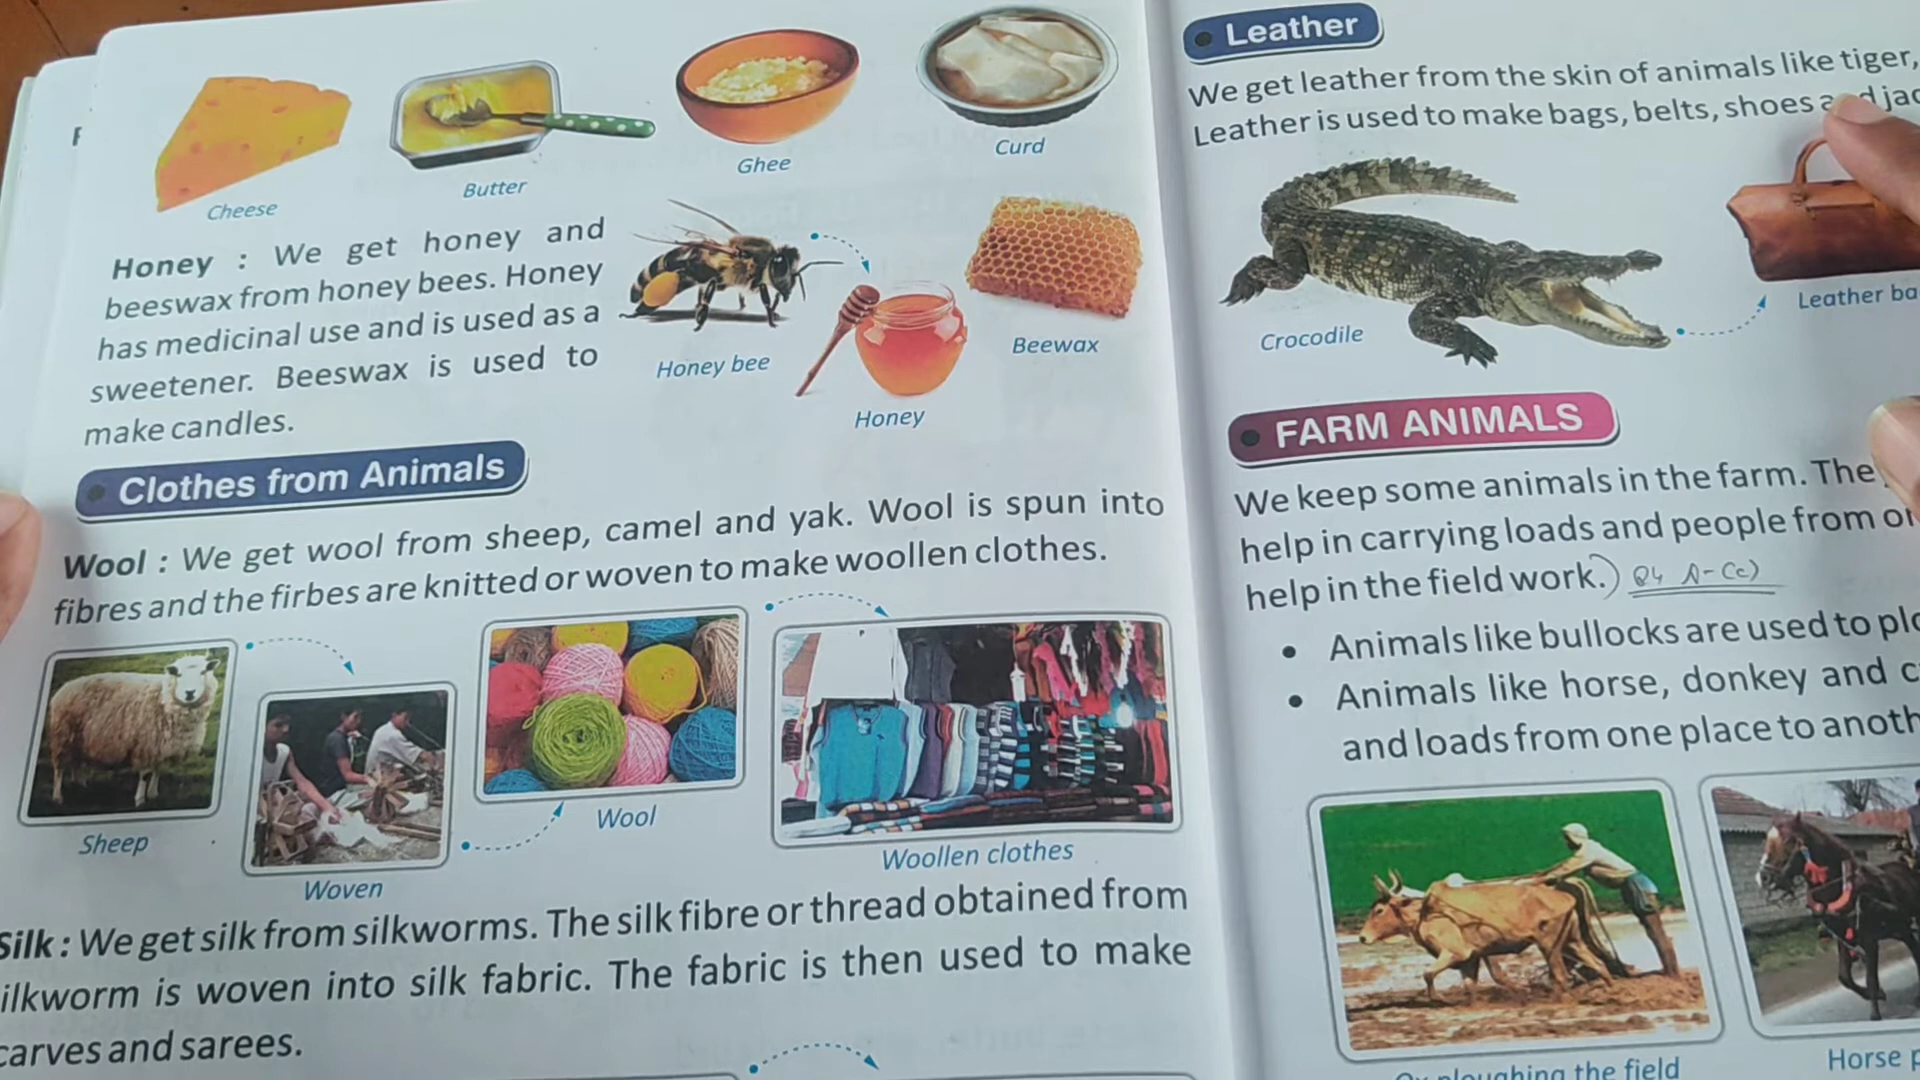 Cheese
Butter
Ghee
Curd
Honey : We get honey and
beeswax from honey bees. Honey
has medicinal use and is used as a
sweetener. Beeswax is used to
make candles.
Honey bee
Honey
Beewax
Clothes from Animals
Wool : We get wool from sheep, camel and yak. Wool is spun into
fibres and the firbes are knitted or woven to make woollen clothes.
Sheep
Woven
Wool
Woollen clothes
Silk : We get silk from silkworms. The silk fibre or thread obtained from
ilkworm is woven into silk fabric. The fabric is then used to make
carves and sarees.
Leather
We get leather from the skin of animals like tiger,
Leather is used to make bags, belts, shoes
Crocodile
Leather ba
FARM ANIMALS
We keep some animals in the farm. The
help in carrying loads and people from
help in the field work.) Q4 A-(c)
• Animals like bullocks are used to plo
• Animals like horse, donkey and c
and loads from one place to anoth
ploughing the field
Horse p